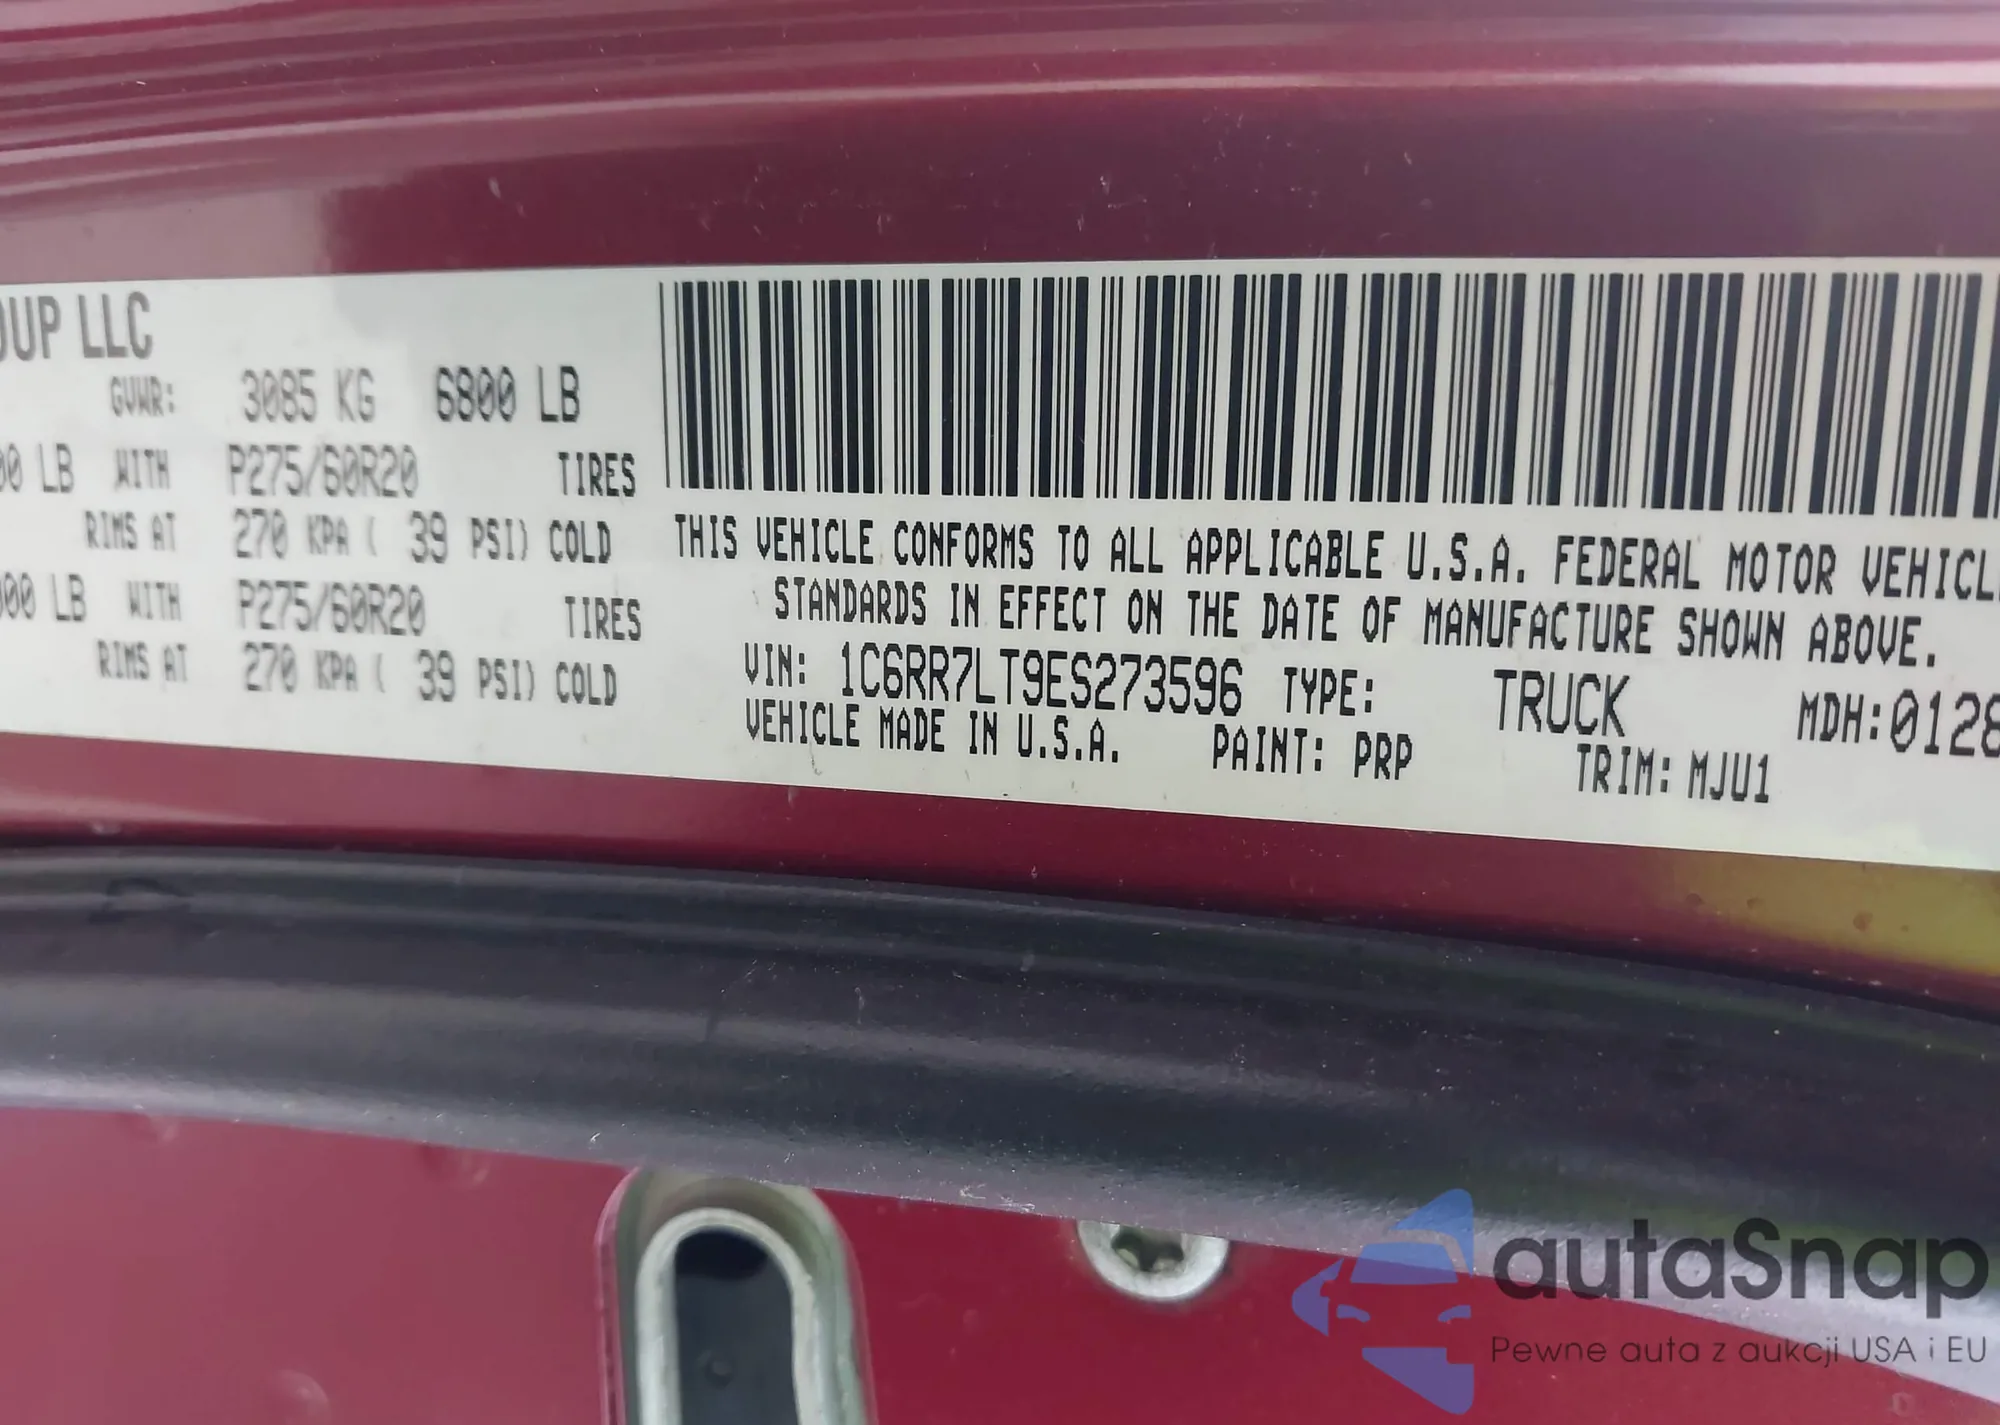 OUP LLC
GVWR: 3085 KG 6800 LB
00 LB WITH P275/60R20 TIRES
RIMS AT 270 KPA ( 39 PSI) COLD
000 LB WITH P275/60R20 TIRES
RIMS AT 270 KPA ( 39 PSI) COLD
THIS VEHICLE CONFORMS TO ALL APPLICABLE U.S.A. FEDERAL MOTOR VEHICL
STANDARDS IN EFFECT ON THE DATE OF MANUFACTURE SHOWN ABOVE.
VIN: 1C6RR7LT9ES273596 TYPE: TRUCK MDH:0128
VEHICLE MADE IN U.S.A. PAINT: PRP TRIM: MJU1
autaSnap
Pewne auta z aukcji USA i EU